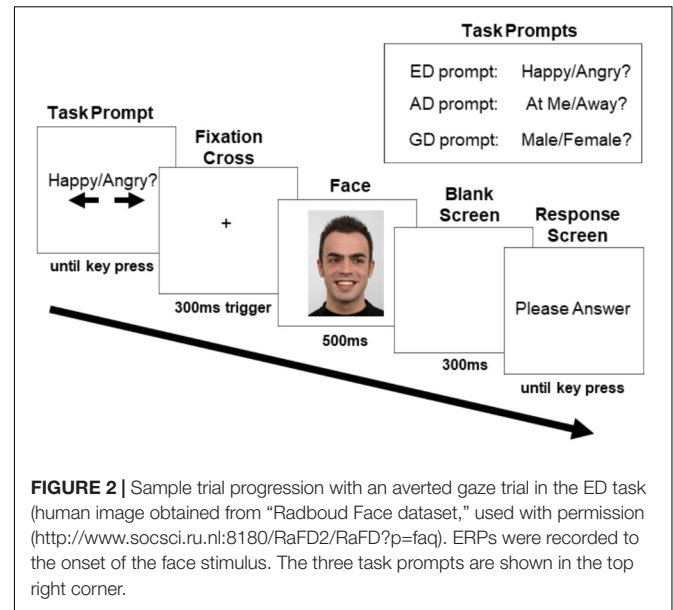 Task Prompts
ED prompt: Happy/Angry?
AD prompt: At Me/Away?
GD prompt: Male/Female?
Task Prompt
Happy/Angry?
until key press
Fixation
Cross
+
300ms trigger
Face
500ms
Blank
Screen
300ms
Response
Screen
Please Answer
until key press
FIGURE 2 | Sample trial progression with an averted gaze trial in the ED task
(human image obtained from “Radboud Face dataset,” used with permission
(http://www.socsci.ru.nl:8180/RaFD2/RaFD?p=faq). ERPs were recorded to
the onset of the face stimulus. The three task prompts are shown in the top
right corner.